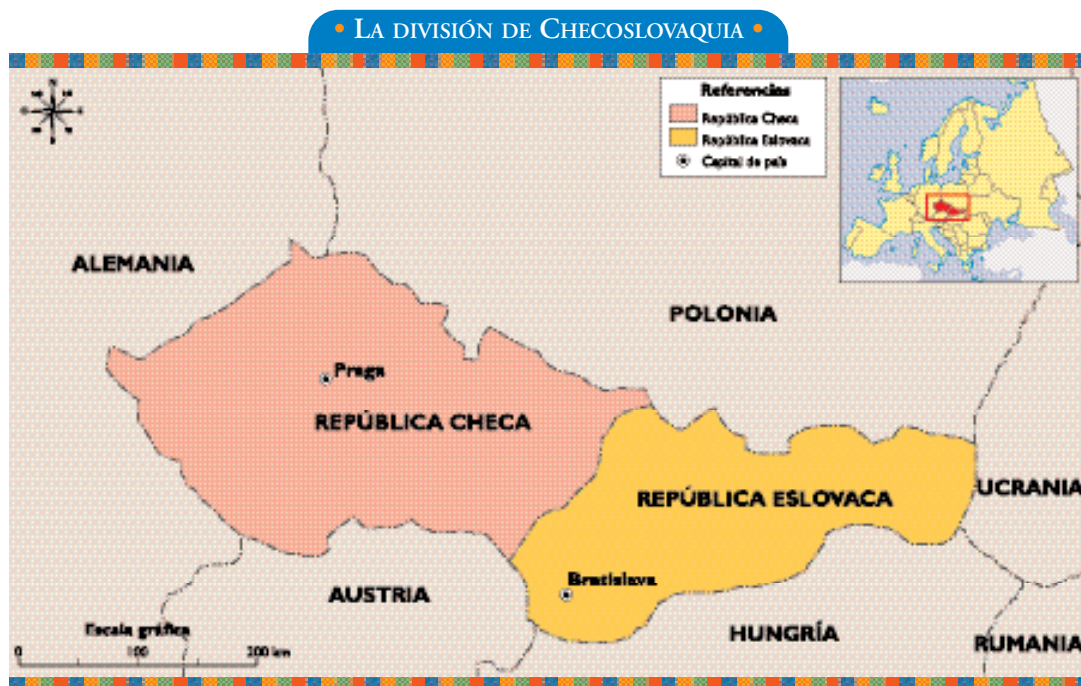 • LA DIVISIÓN DE CHECOSLOVAQUIA •
N
Referencias
República Checa
República Eslovaca
Capital de país
ALEMANIA
POLONIA
Praga
REPÚBLICA CHECA
REPÚBLICA ESLOVACA
UCRANIA
Bratislava
AUSTRIA
HUNGRÍA
RUMANIA
Escala gráfica
0 100 200 km